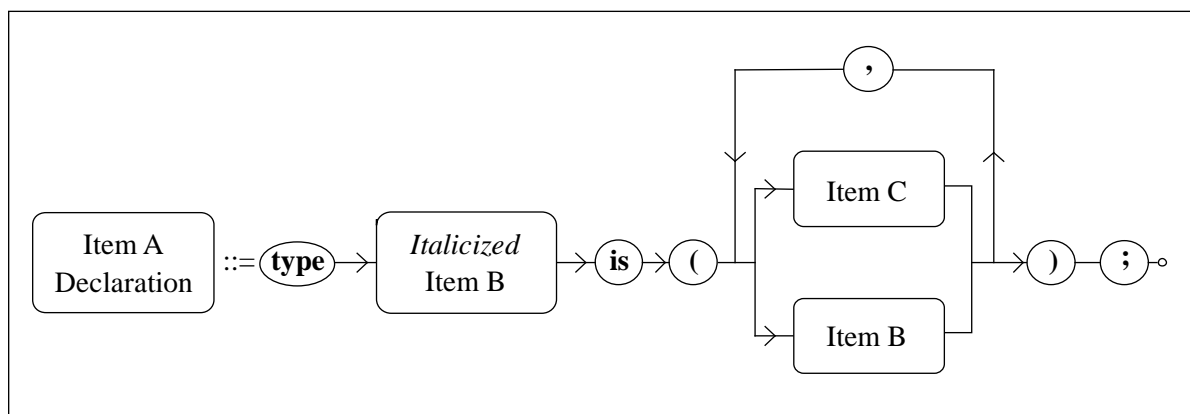 ,
Item C
Item A
Declaration
::=
type
Italicized
Item B
is
(
)
;
Item B